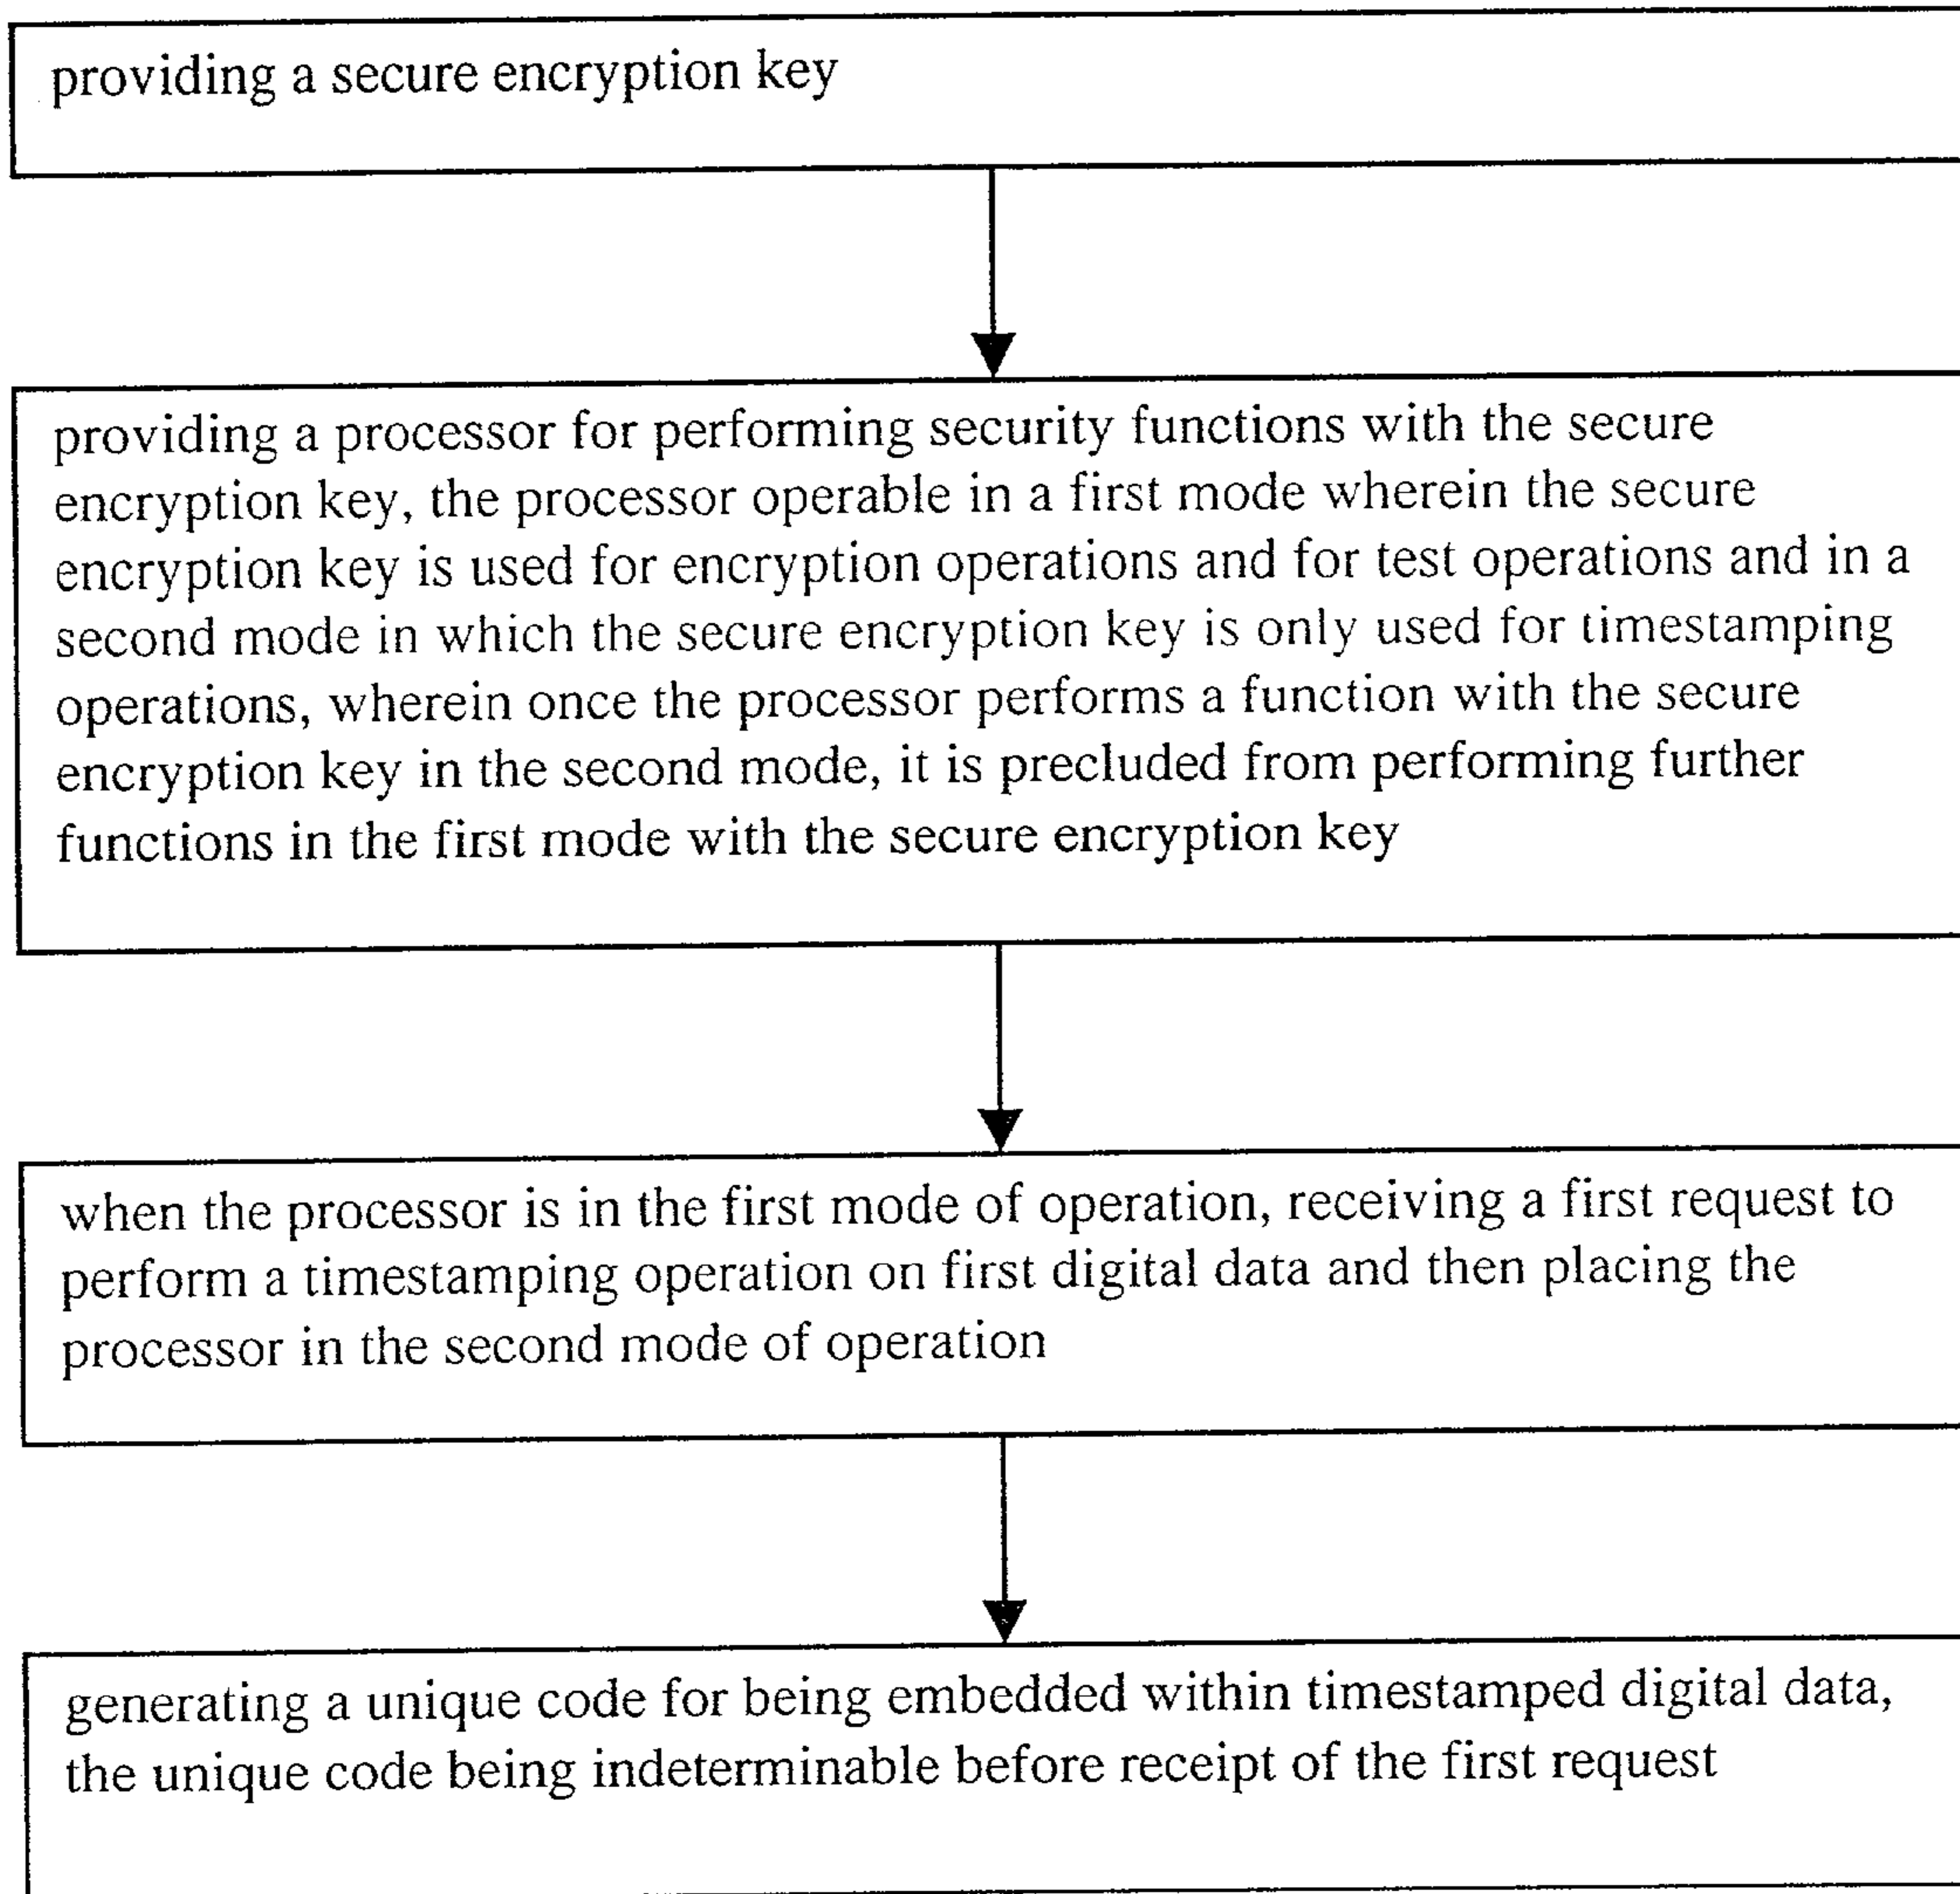 providing a secure encryption key
providing a processor for performing security functions with the secure
encryption key, the processor operable in a first mode wherein the secure
encryption key is used for encryption operations and for test operations and in a
second mode in which the secure encryption key is only used for timestamping
operations, wherein once the processor performs a function with the secure
encryption key in the second mode, it is precluded from performing further
functions in the first mode with the secure encryption key
when the processor is in the first mode of operation, receiving a first request to
perform a timestamping operation on first digital data and then placing the
processor in the second mode of operation
generating a unique code for being embedded within timestamped digital data,
the unique code being indeterminable before receipt of the first request